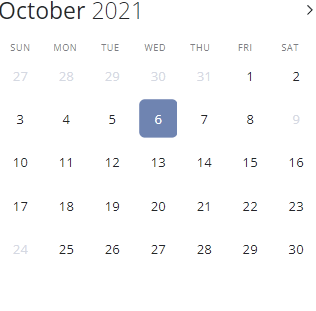 October 2021
SUN MON TUE WED THU FRI SAT
27 28 29 30 31 1 2
3 4 5 6 7 8 9
10 11 12 13 14 15 16
17 18 19 20 21 22 23
24 25 26 27 28 29 30